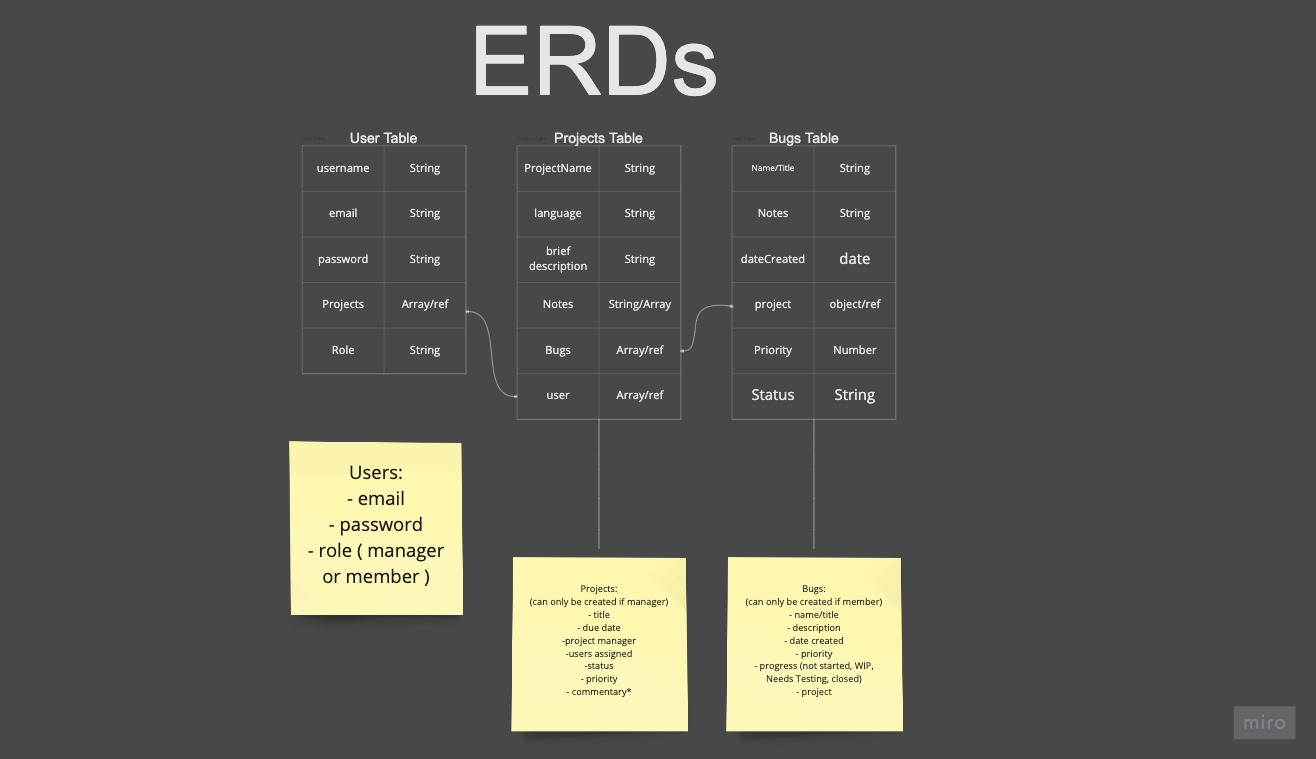 ERDs
User Table
username String
email String
password String
Projects Array/ref
Role String
Projects Table
ProjectName String
language String
brief
description String
Notes String/Array
Bugs Array/ref
user Array/ref
Bugs Table
Name/Title String
Notes String
dateCreated date
project object/ref
Priority Number
Status String
Users:
- email
- password
- role ( manager
or member )
Projects:
(can only be created if manager)
- title
- due date
-project manager
-users assigned
-status
- priority
- commentary*
Bugs:
(can only be created if member)
- name/title
- description
- date created
- priority
- progress (not started, WIP,
Needs Testing, closed)
- project
miro